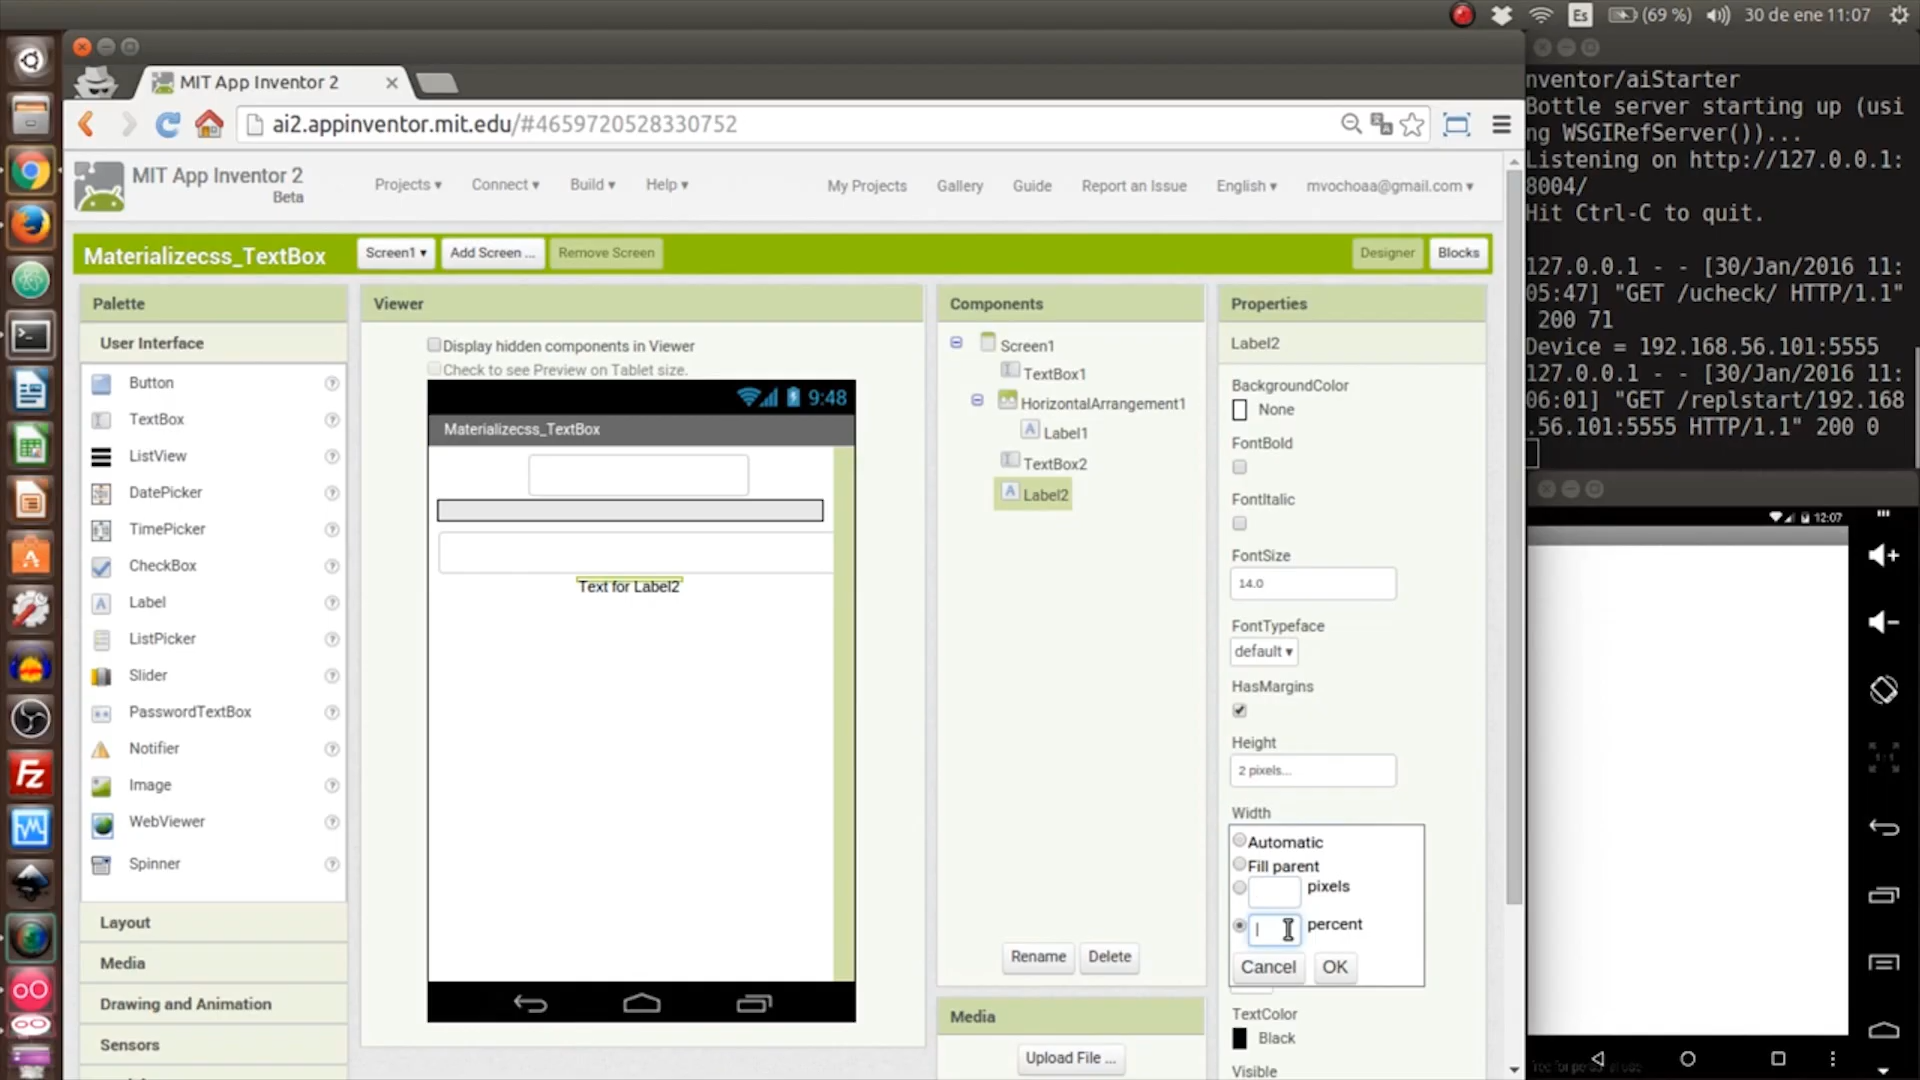 Es
(69 %)
30 de ene 11:07
MIT App Inventor 2
ai2.appinventor.mit.edu/#4659720528330752
MIT App Inventor 2
Beta
Projects ▾
Connect ▾
Build ▾
Help ▾
My Projects
Gallery
Guide
Report an Issue
English ▾
mvochoaa@gmail.com ▾
Materializecss_TextBox
Screen1 ▾
Add Screen ...
Remove Screen
Designer
Blocks
Palette
User Interface
Button
TextBox
ListView
DatePicker
TimePicker
CheckBox
Label
ListPicker
Slider
PasswordTextBox
Notifier
Image
WebViewer
Spinner
Layout
Media
Drawing and Animation
Sensors
Viewer
Display hidden components in Viewer
Check to see Preview on Tablet size.
9:48
Materializecss_TextBox
Text for Label2
Components
Screen1
TextBox1
HorizontalArrangement1
Label1
TextBox2
Label2
Rename
Delete
Media
Upload File ...
Properties
Label2
BackgroundColor
None
FontBold
FontItalic
FontSize
14.0
FontTypeface
default ▾
HasMargins
Height
2 pixels...
Width
Automatic
Fill parent
pixels
percent
Cancel
OK
TextColor
Black
Visible
nventor/aiStarter
Bottle server starting up (usi
ng WSGIRefServer())...
Listening on http://127.0.0.1:
8004/
Hit Ctrl-C to quit.
127.0.0.1 - - [30/Jan/2016 11:
05:47] "GET /ucheck/ HTTP/1.1"
200 71
Device = 192.168.56.101:5555
127.0.0.1 - - [30/Jan/2016 11:
06:01] "GET /replstart/192.168
.56.101:5555 HTTP/1.1" 200 0
12:07